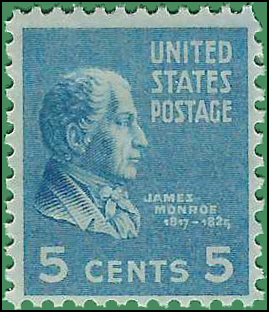 UNITED
STATES
POSTAGE
JAMES
MONROE
1817-1825
5 CENTS 5